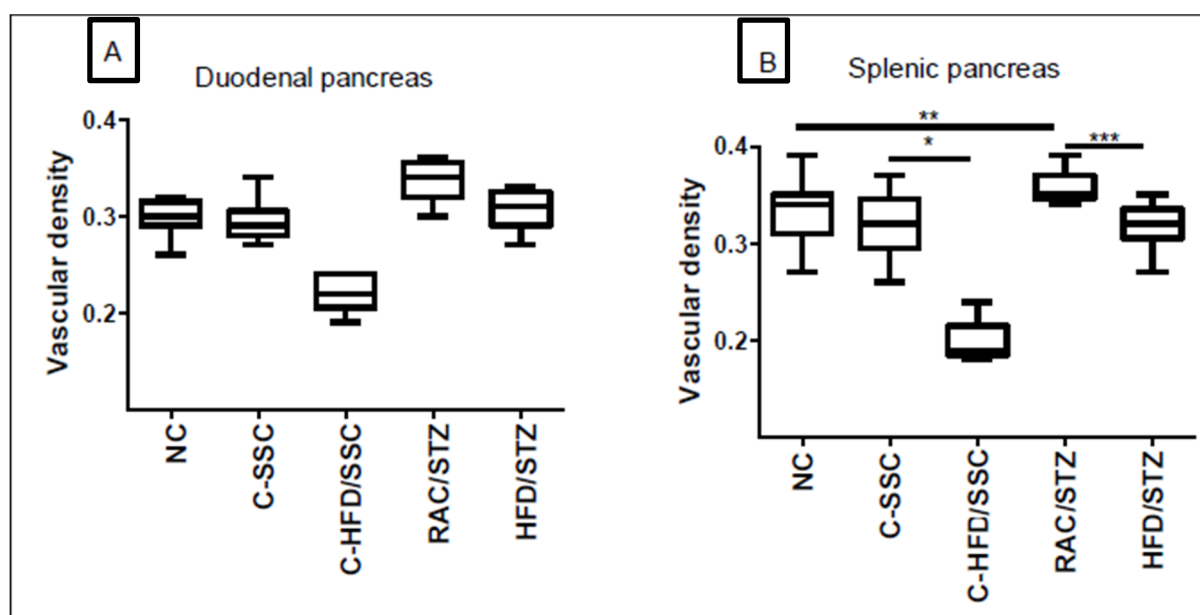 A
Duodenal pancreas
Vascular density
0.4
0.3
0.2
NC
C-SSC
C-HFD/SSC
RAC/STZ
HFD/STZ
B
Splenic pancreas
Vascular density
0.4
0.3
0.2
**
*
***
NC
C-SSC
C-HFD/SSC
RAC/STZ
HFD/STZ